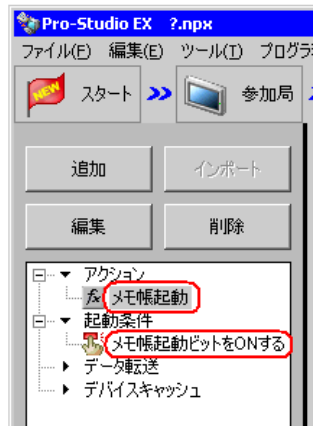 Pro-Studio EX ?.npx
ファイル(F) 編集(E) ツール(T) プログラ
NEW スタート 参加局
追加 インポート
編集 削除
アクション
fx メモ帳起動
起動条件
メモ帳起動ビットをONする
データ転送
デバイスキャッシュ